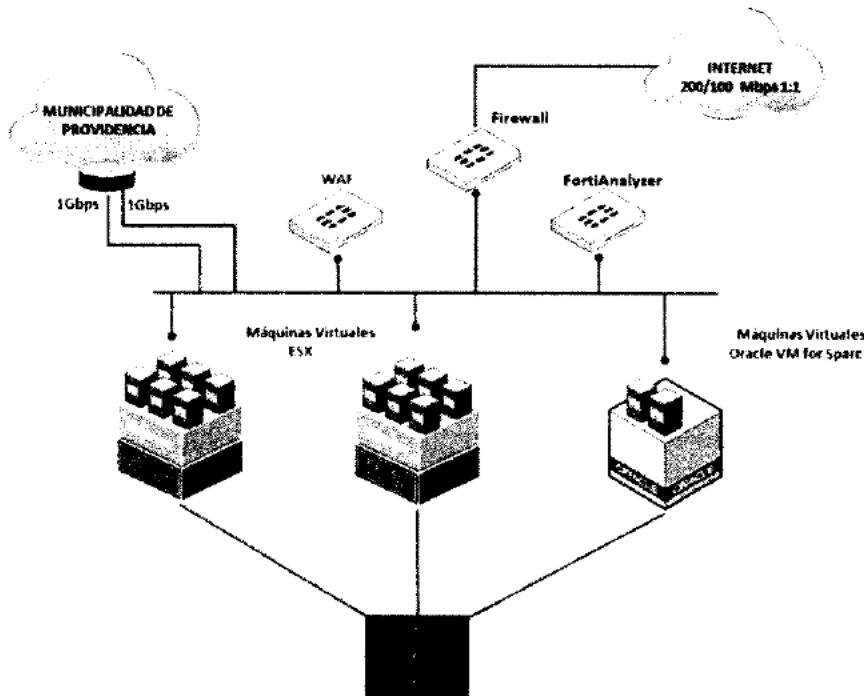 MUNICIPALIDAD DE
PROVIDENCIA
INTERNET
200/100 Mbps 1:1
Firewall
WAF
FortiAnalyzer
1Gbps
1Gbps
Máquinas Virtuales
ESX
Máquinas Virtuales
Oracle VM for Sparc